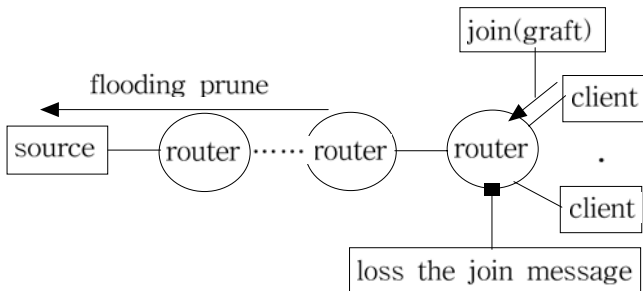 join(graft)
flooding prune
client
source
router
......
router
router
.
client
loss the join message